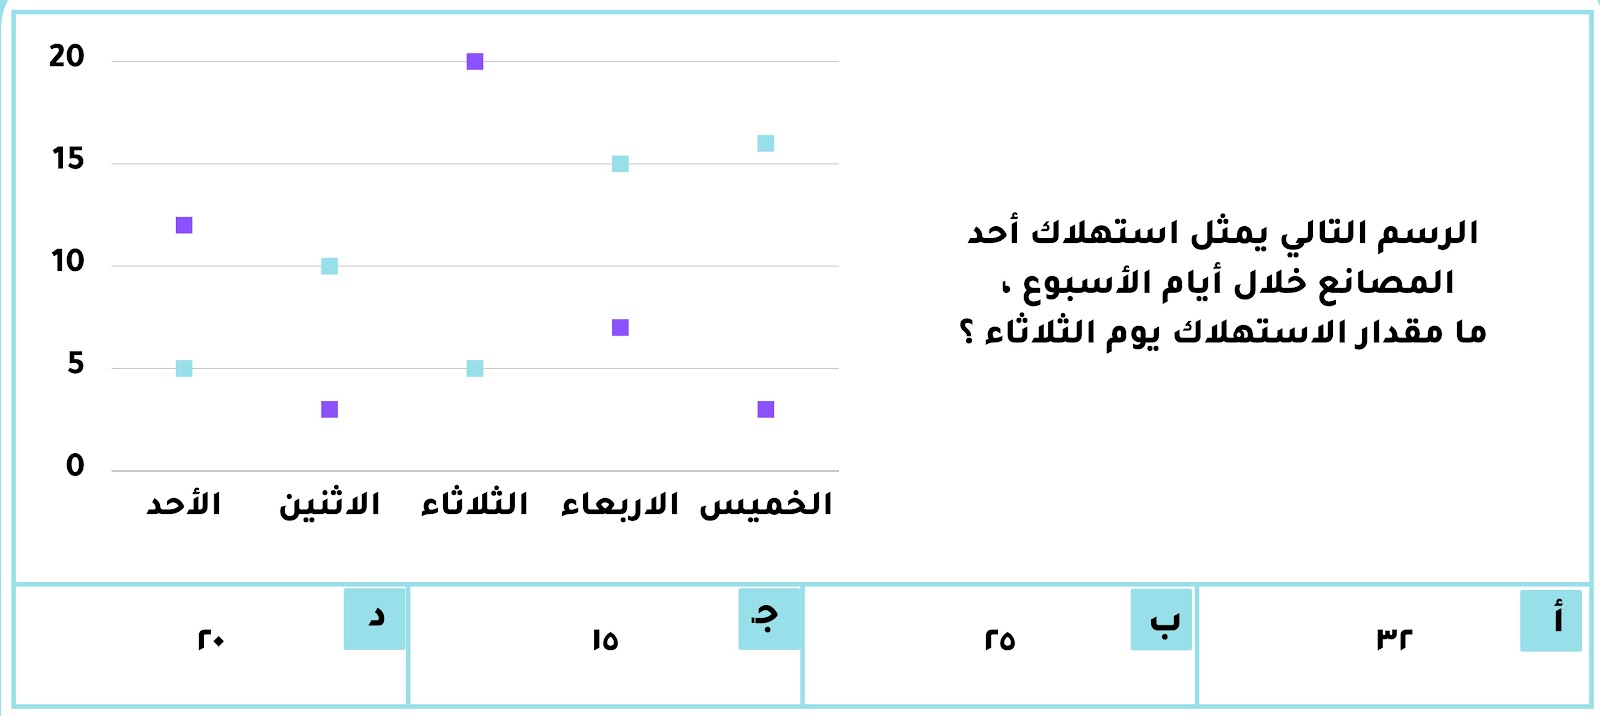 الرسم التالي يمثل استهلاك أحد
المصانع خلال أيام الأسبوع ،
ما مقدار الاستهلاك يوم الثلاثاء ؟
20
15
10
5
0
الأحد الاثنين الثلاثاء الاربعاء الخميس
أ ٣٢
ب ٢٥
ج ١٥
د ٢٠